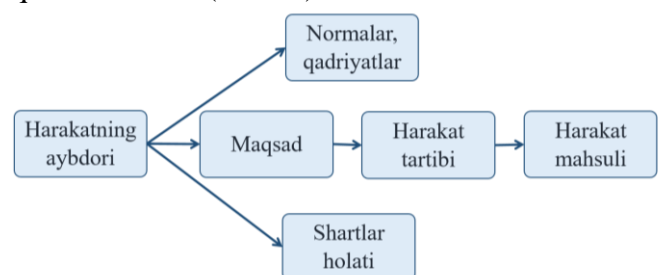 Normalar,
qadriyatlar
Harakatning
aybdori
Maqsad
Harakat
tartibi
Harakat
mahsuli
Shartlar
holati